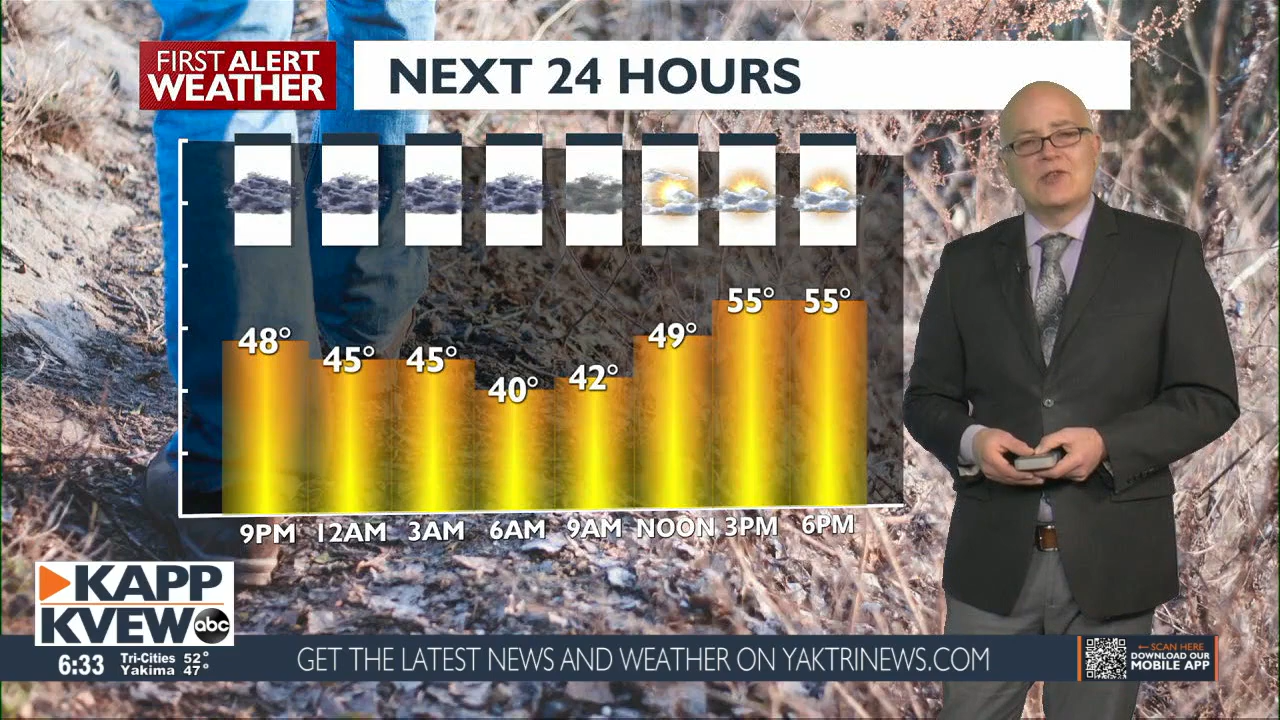 FIRST ALERT
WEATHER
NEXT 24 HOURS
48° 45° 45° 40° 42° 49° 55° 55°
9PM 12AM 3AM 6AM 9AM NOON 3PM 6PM
KAPP
KVEW abc
6:33
Tri-Cities 52°
Yakima 47°
GET THE LATEST NEWS AND WEATHER ON YAKTRINEWS.COM
SCAN HERE
DOWNLOAD OUR
MOBILE APP